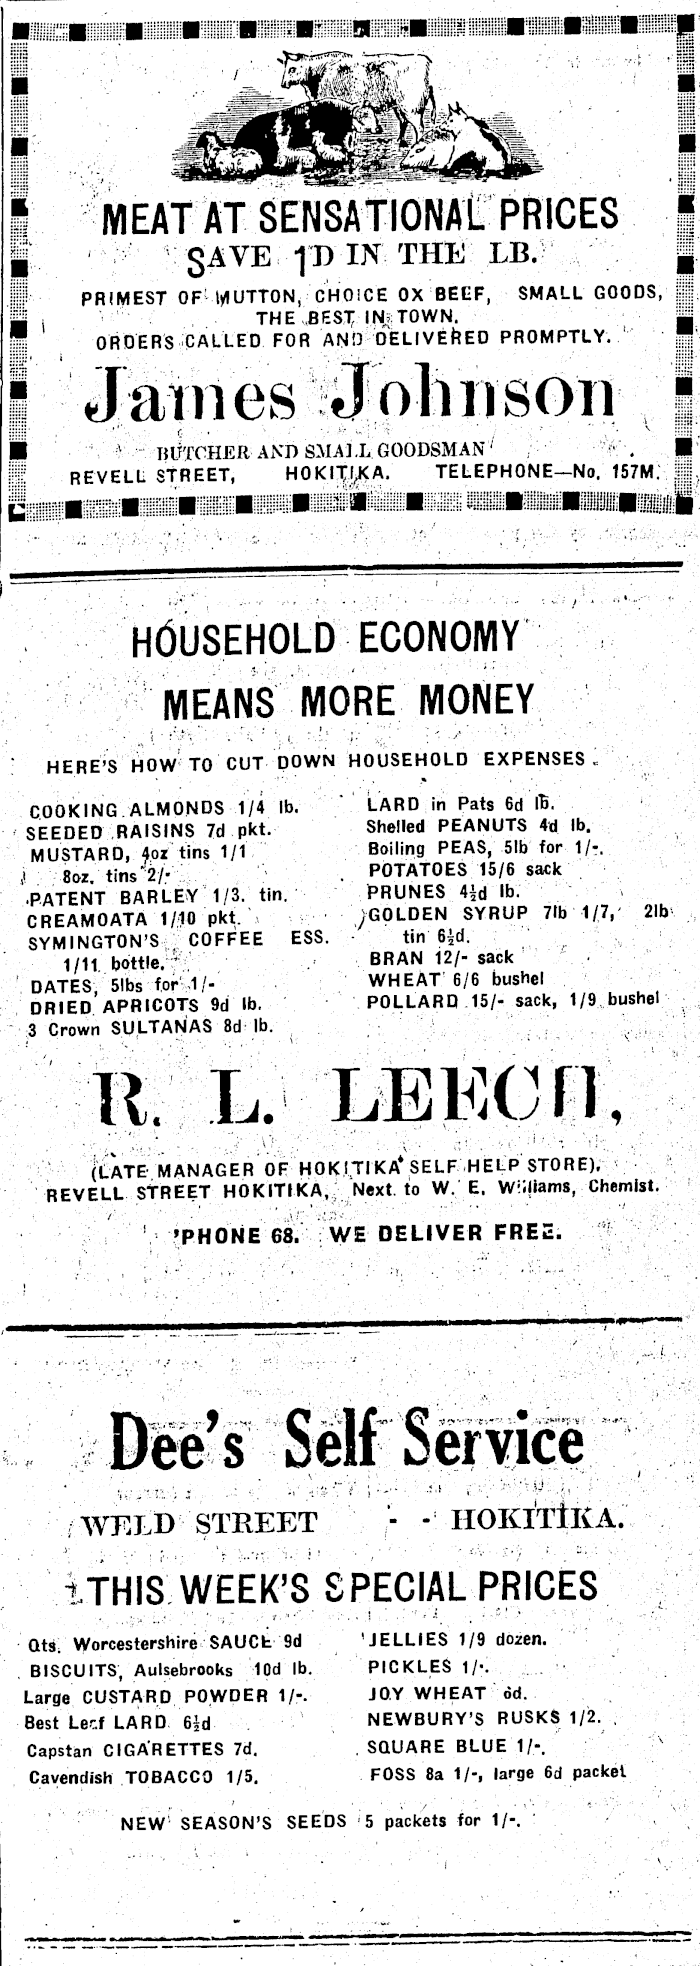 MEAT AT SENSATIONAL PRICES
SAVE 1D IN THE LB.
PRIMEST OF MUTTON, CHOICE OX BEEF, SMALL GOODS,
THE BEST IN TOWN.
ORDERS CALLED FOR AND DELIVERED PROMPTLY.
James Johnson
BUTCHER AND SMALL GOODSMAN
REVELL STREET, HOKITIKA. TELEPHONE—No. 157M.
HOUSEHOLD ECONOMY
MEANS MORE MONEY
HERE'S HOW TO CUT DOWN HOUSEHOLD EXPENSES.
COOKING ALMONDS 1/4 lb.
SEEDED RAISINS 7d pkt.
MUSTARD, 4oz tins 1/1
8oz. tins 2/-
PATENT BARLEY 1/3. tin.
CREAMOATA 1/10 pkt.
SYMINGTON'S COFFEE ESS.
1/11 bottle.
DATES, 5lbs for 1/-
DRIED APRICOTS 9d lb.
3 Crown SULTANAS 8d lb.
LARD in Pats 6d lb.
Shelled PEANUTS 4d lb.
Boiling PEAS, 5lb for 1/-.
POTATOES 15/6 sack
PRUNES 4½d lb.
GOLDEN SYRUP 7lb 1/7, 2lb
tin 6½d.
BRAN 12/- sack
WHEAT 6/6 bushel
POLLARD 15/- sack, 1/9 bushel
R. L. LEECH,
(LATE MANAGER OF HOKITIKA SELF HELP STORE),
REVELL STREET HOKITIKA, Next to W. E. Williams, Chemist.
'PHONE 68. WE DELIVER FREE.
Dee's Self Service
WELD STREET - - HOKITIKA.
THIS WEEK'S SPECIAL PRICES
Qts. Worcestershire SAUCE 9d
BISCUITS, Aulsebrooks 10d lb.
Large CUSTARD POWDER 1/-.
Best Leaf LARD 6½d
Capstan CIGARETTES 7d.
Cavendish TOBACCO 1/5.
JELLIES 1/9 dozen.
PICKLES 1/-.
JOY WHEAT 6d.
NEWBURY'S RUSKS 1/2.
SQUARE BLUE 1/-.
FOSS 8a 1/-, large 6d packet
NEW SEASON'S SEEDS 5 packets for 1/-.